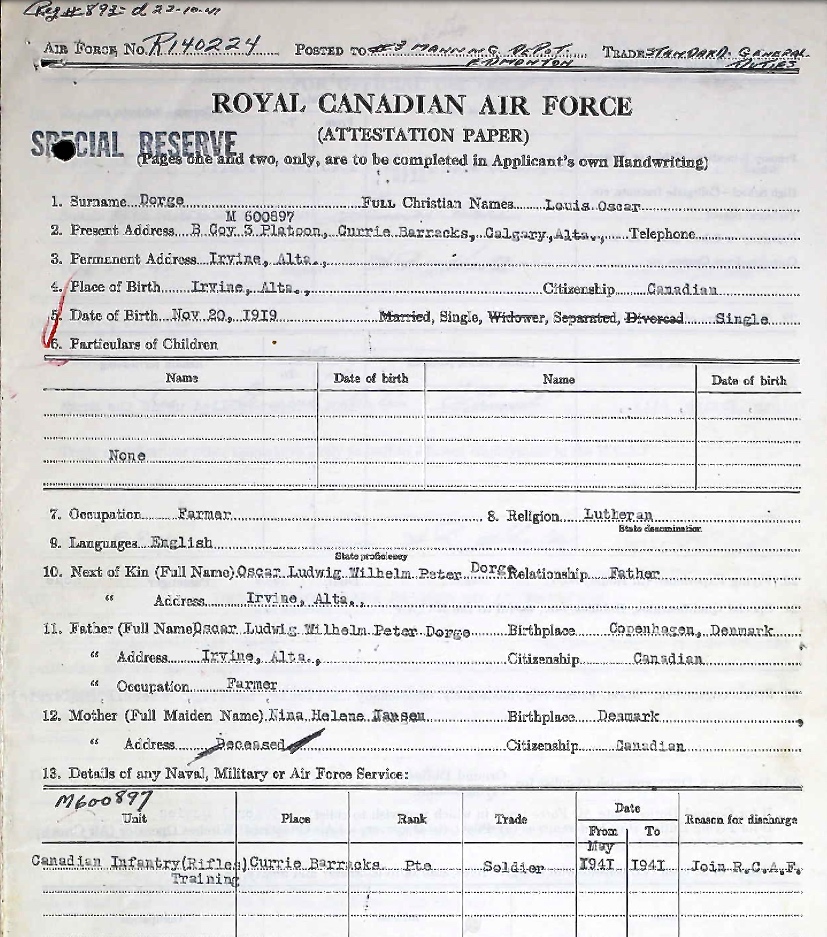 Reg # 893- d 22-10-41
AIR FORCE, NO. R140224 POSTED TO #3 MANNING DEPOT. TRADE STANDARD. GENERAL
EDMONTON DUTIES
ROYAL CANADIAN AIR FORCE
(ATTESTATION PAPER)
SPECIAL RESERVE
(Pages one and two, only, are to be completed in Applicant's own Handwriting)
1. Surname Dorge FULL CHRISTIAN NAMES Louis Oscar
M 600897
2. Present Address B Coy 3 Platoon, Currie Barracks, Calgary, Alta., Telephone
3. Permanent Address Irvine, Alta.,
4. Place of Birth Irvine, Alta., Citizenship Canadian
5. Date of Birth Nov 20, 1919 Married, Single, Widower, Separated, Divorced Single
6. Particulars of Children
Name Date of birth Name Date of birth
None
7. Occupation Farmer 8. Religion Lutheran
State denomination
9. Languages English
State proficiency
10. Next of Kin (Full Name) Oscar Ludwig Wilhelm Peter Dorge Relationship Father
" Address Irvine, Alta.,
11. Father (Full Name) Oscar Ludwig Wilhelm Peter Dorge Birthplace Copenhagen, Denmark
" Address Irvine, Alta., Citizenship Canadian
" Occupation Farmer
12. Mother (Full Maiden Name) Nina Helene Hansen Birthplace Denmark
" Address Deceased Citizenship Canadian
13. Details of any Naval, Military or Air Force Service:
M600897
Unit Place Rank Trade Date Reason for discharge
From To
May
Canadian Infantry(Rifles) Currie Barracks. Pte Soldier 1941 1941 Join R.C.A.F.
Training